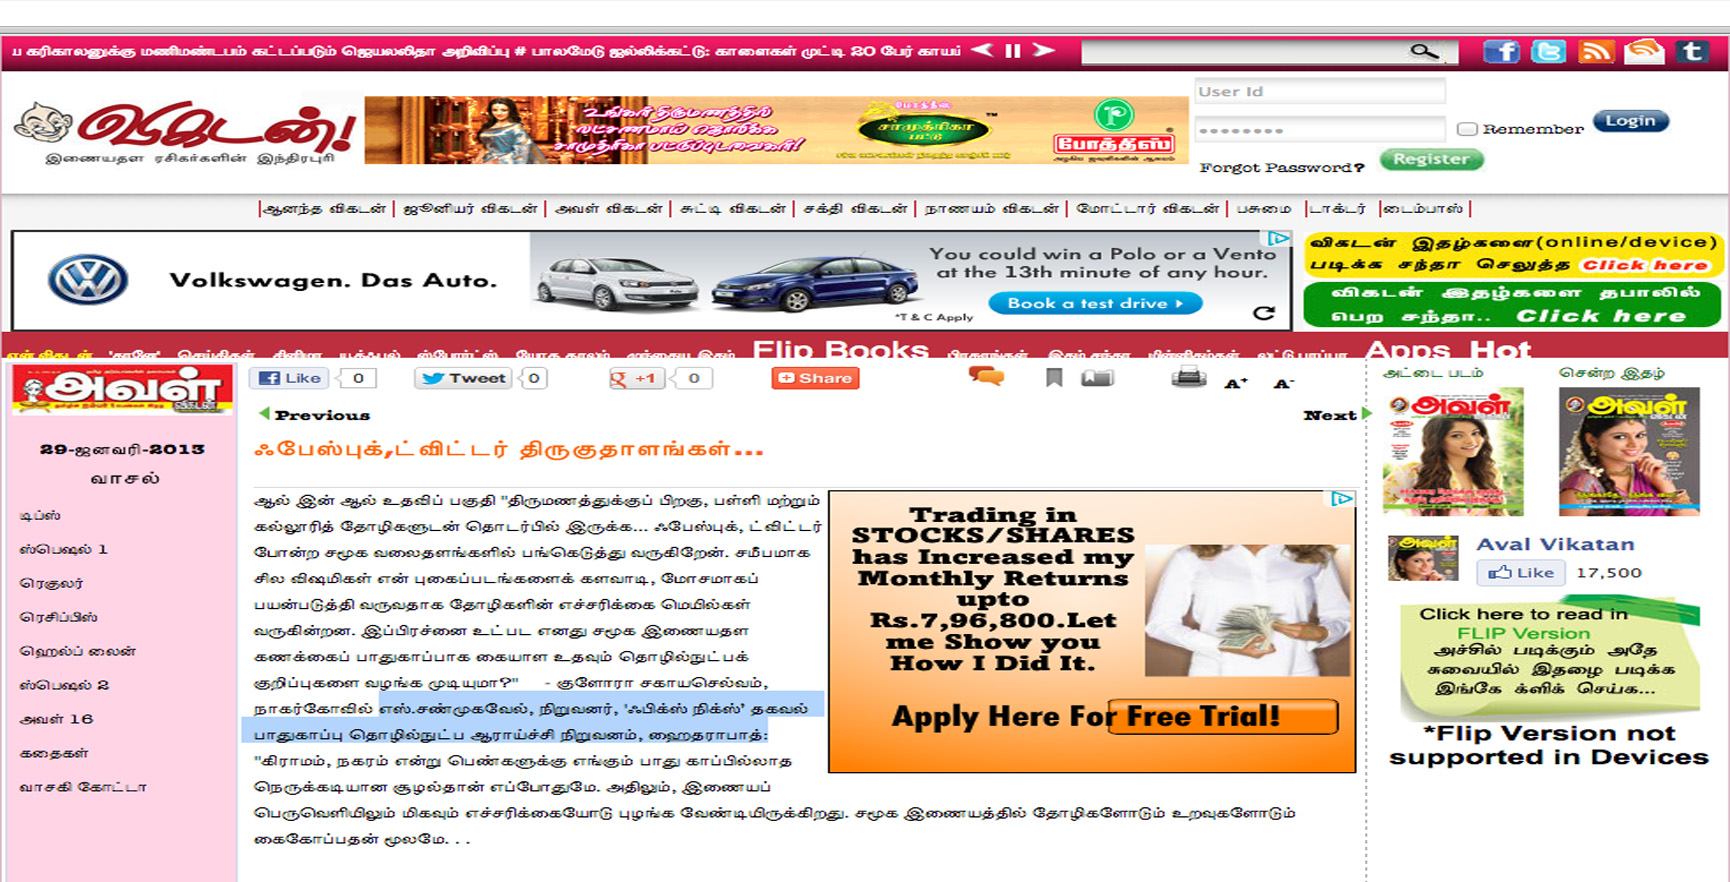 ய கரிகாலனுக்கு மணிமண்டபம் கட்டப்படும் ஜெயலலிதா அறிவிப்பு # பாலமேடு ஜல்லிக்கட்டு: காளைகள் முட்டி 20 பேர் காயம்
விகடன்!
இணையதள ரசிகர்களின் இந்திரபுரி
உங்கள் திருமணத்தில்
லட்சணமாய் ஜொலிக்க
சாமுத்ரிகா பட்டுப்புடவைகள்!
போத்தீஸ்
சாமுத்ரிகா
பட்டு
போத்தீஸ்
User Id
Remember
Login
Forgot Password?
Register
ஆனந்த விகடன் | ஜூனியர் விகடன் | அவள் விகடன் | சுட்டி விகடன் | சக்தி விகடன் | நாணயம் விகடன் | மோட்டார் விகடன் | பசுமை | டாக்டர் | டைம்பாஸ் |
Volkswagen. Das Auto.
You could win a Polo or a Vento
at the 13th minute of any hour.
Book a test drive
*T & C Apply
விகடன் இதழ்களை(online/device)
படிக்க சந்தா செலுத்த Click here
விகடன் இதழ்களை தபாலில்
பெற சந்தா.. Click here
என் விகடன் 'தானே' செய்திகள் சினிமா யூத்ஃபுல் ஸ்போர்ட்ஸ் யோக காலம் முந்தைய இதழ் Flip Books பிரசுரங்கள் இதழ் சந்தா மின்னிதழ்கள் லுட்டு பாப்பா Apps Hot
அவள்
விகடன்
Like 0 Tweet 0 +1 0 Share
A+ A-
Previous
Next
29-ஜனவரி-2013
வாசல்
டிப்ஸ்
ஸ்பெஷல் 1
ரெகுலர்
ரெசிப்பிஸ்
ஹெல்ப் லைன்
ஸ்பெஷல் 2
அவள் 16
கதைகள்
வாசகி கோட்டா
ஃபேஸ்புக்,ட்விட்டர் திருகுதாளங்கள்...
ஆல் இன் ஆல் உதவிப் பகுதி "திருமணத்துக்குப் பிறகு, பள்ளி மற்றும்
கல்லூரித் தோழிகளுடன் தொடர்பில் இருக்க... ஃபேஸ்புக், ட்விட்டர்
போன்ற சமூக வலைதளங்களில் பங்கெடுத்து வருகிறேன். சமீபமாக
சில விஷமிகள் என் புகைப்படங்களைக் களவாடி, மோசமாகப்
பயன்படுத்தி வருவதாக தோழிகளின் எச்சரிக்கை மெயில்கள்
வருகின்றன. இப்பிரச்னை உட்பட எனது சமூக இணையதள
கணக்கைப் பாதுகாப்பாக கையாள உதவும் தொழில்நுட்பக்
குறிப்புகளை வழங்க முடியுமா?" - குளோரா சகாயசெல்வம்,
நாகர்கோவில் எஸ்.சண்முகவேல், நிறுவனர், 'ஃபிக்ஸ் நிக்ஸ்' தகவல்
பாதுகாப்பு தொழில்நுட்ப ஆராய்ச்சி நிறுவனம், ஹைதராபாத்:
"கிராமம், நகரம் என்று பெண்களுக்கு எங்கும் பாது காப்பில்லாத
நெருக்கடியான சூழல்தான் எப்போதுமே. அதிலும், இணையப்
பெருவெளியிலும் மிகவும் எச்சரிக்கையோடு புழங்க வேண்டியிருக்கிறது. சமூக இணையத்தில் தோழிகளோடும் உறவுகளோடும்
கைகோப்பதன் மூலமே. . .
Trading in
STOCKS/SHARES
has Increased my
Monthly Returns
upto
Rs.7,96,800.Let
me Show you
How I Did It.
Apply Here For Free Trial!
அட்டை படம்
சென்ற இதழ்
அவள்
அவள்
Aval Vikatan
Like 17,500
Click here to read in
FLIP Version
அச்சில் படிக்கும் அதே
சுவையில் இதழை படிக்க
இங்கே க்ளிக் செய்க...
*Flip Version not
supported in Devices